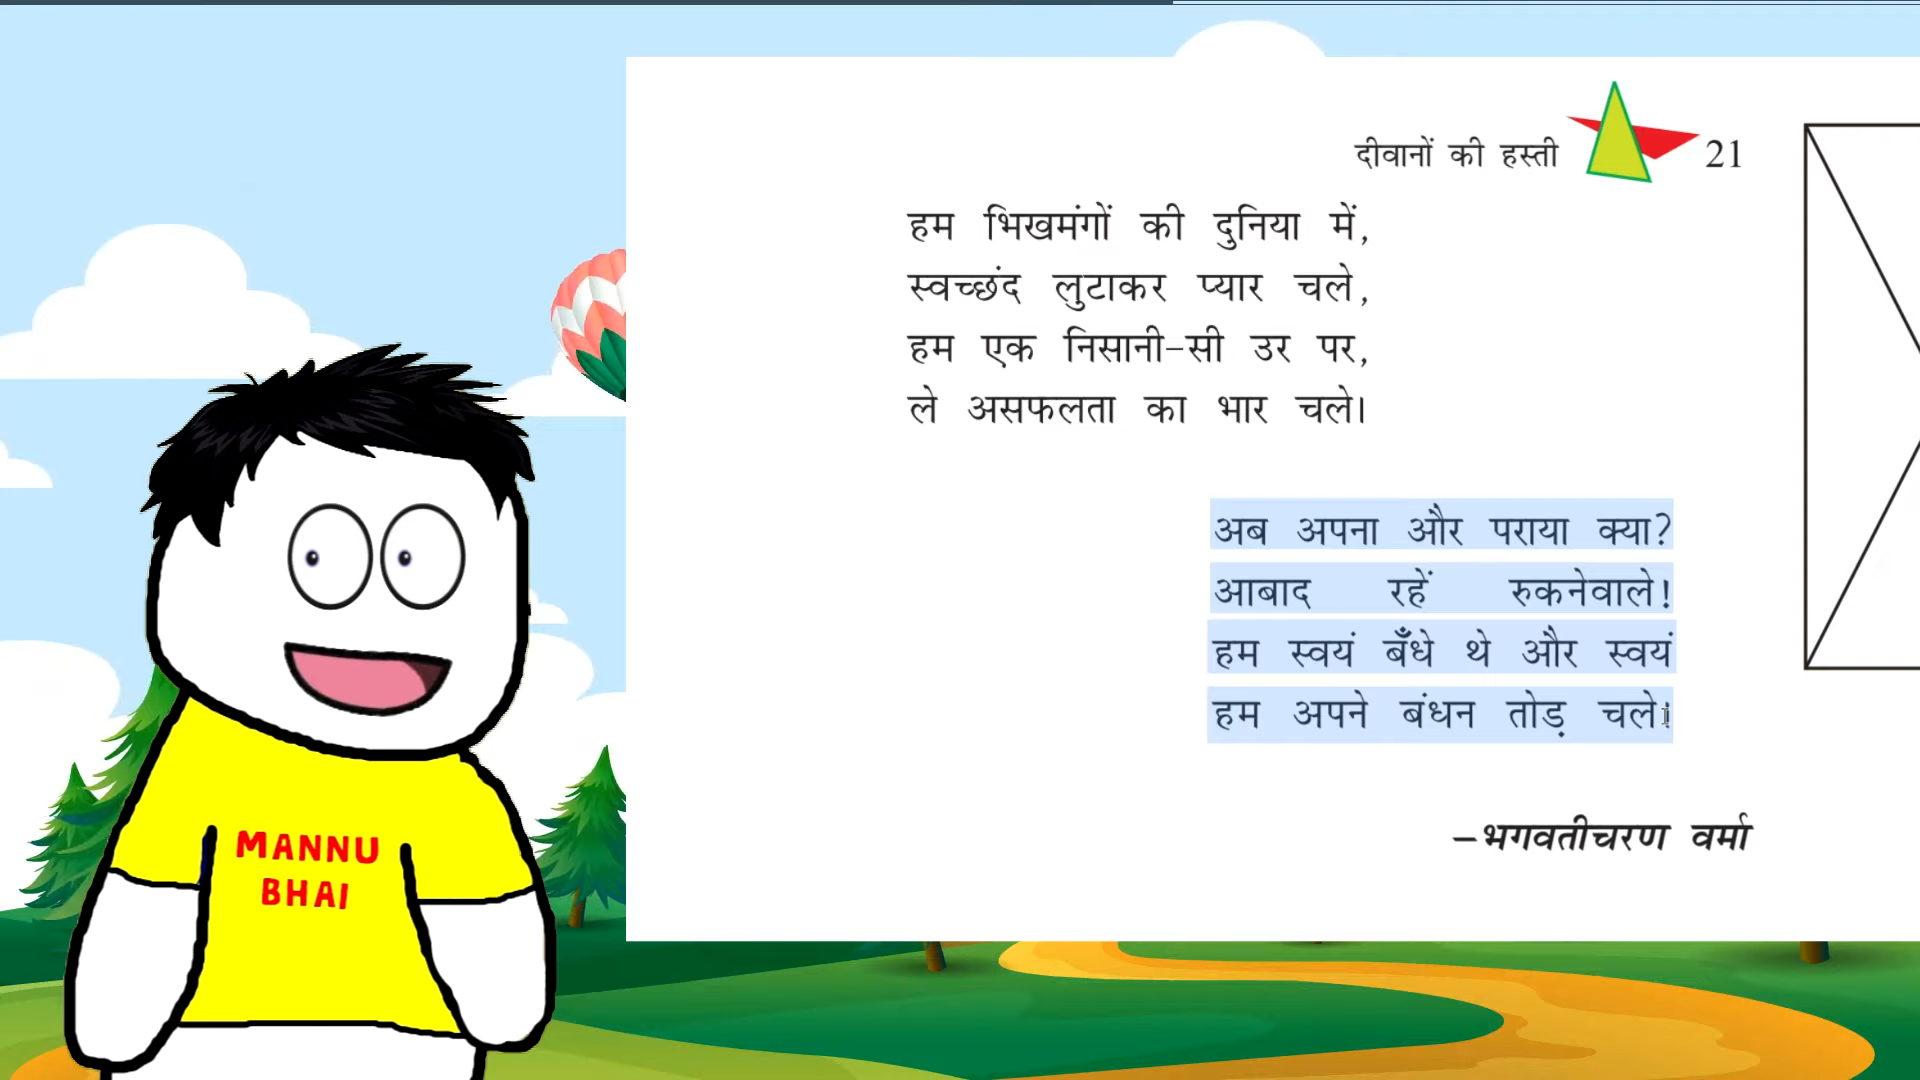 दीवानों की हस्ती 21
हम भिखमंगों की दुनिया में,
स्वच्छंद लुटाकर प्यार चले,
हम एक निसानी-सी उर पर,
ले असफलता का भार चले।
अब अपना और पराया क्या?
आबाद रहें रुकनेवाले!
हम स्वयं बँधे थे और स्वयं
हम अपने बंधन तोड़ चले।
–भगवतीचरण वर्मा
MANNU
BHAI